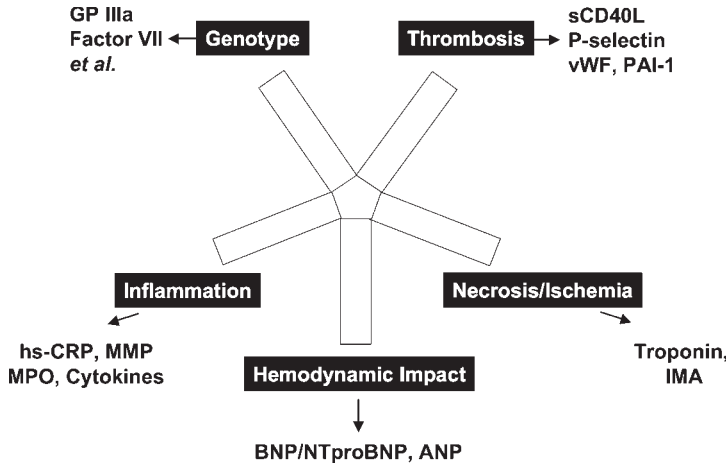 GP IIIa
Factor VII
et al.
Genotype
Thrombosis
sCD40L
P-selectin
vWF, PAI-1
Inflammation
hs-CRP, MMP
MPO, Cytokines
Necrosis/Ischemia
Troponin,
IMA
Hemodynamic Impact
BNP/NTproBNP, ANP